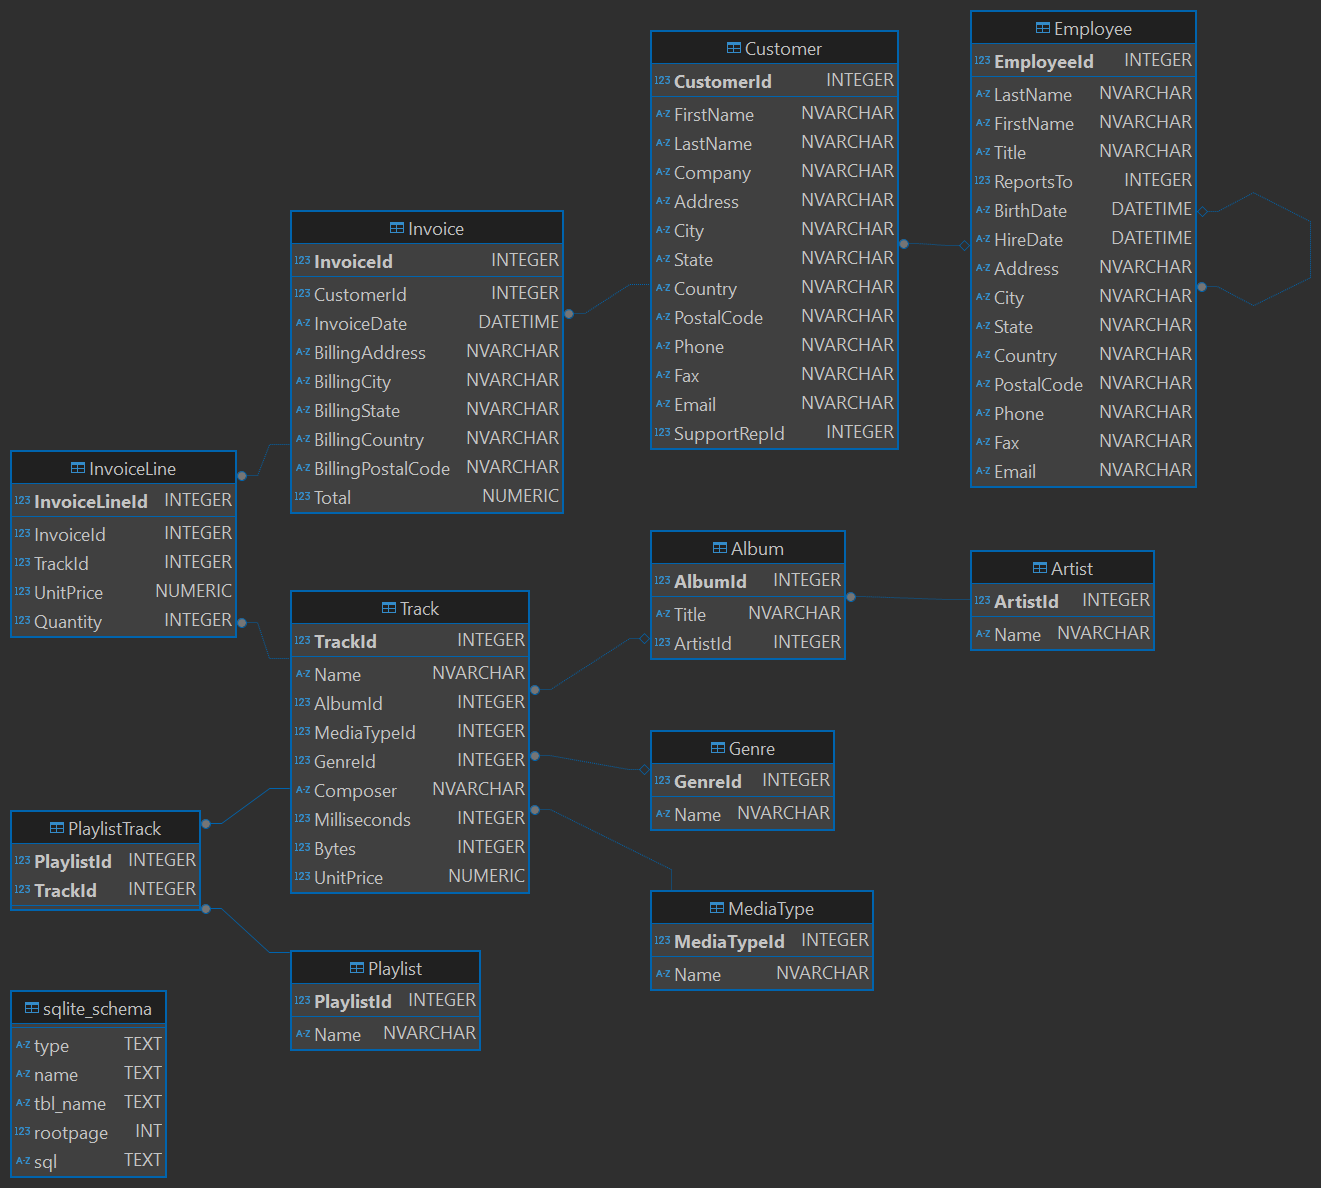 Employee
123 EmployeeId INTEGER
A-Z LastName NVARCHAR
A-Z FirstName NVARCHAR
A-Z Title NVARCHAR
123 ReportsTo INTEGER
A-Z BirthDate DATETIME
A-Z HireDate DATETIME
A-Z Address NVARCHAR
A-Z City NVARCHAR
A-Z State NVARCHAR
A-Z Country NVARCHAR
A-Z PostalCode NVARCHAR
A-Z Phone NVARCHAR
A-Z Fax NVARCHAR
A-Z Email NVARCHAR
Customer
123 CustomerId INTEGER
A-Z FirstName NVARCHAR
A-Z LastName NVARCHAR
A-Z Company NVARCHAR
A-Z Address NVARCHAR
A-Z City NVARCHAR
A-Z State NVARCHAR
A-Z Country NVARCHAR
A-Z PostalCode NVARCHAR
A-Z Phone NVARCHAR
A-Z Fax NVARCHAR
A-Z Email NVARCHAR
123 SupportRepId INTEGER
Invoice
123 InvoiceId INTEGER
123 CustomerId INTEGER
A-Z InvoiceDate DATETIME
A-Z BillingAddress NVARCHAR
A-Z BillingCity NVARCHAR
A-Z BillingState NVARCHAR
A-Z BillingCountry NVARCHAR
A-Z BillingPostalCode NVARCHAR
123 Total NUMERIC
InvoiceLine
123 InvoiceLineId INTEGER
123 InvoiceId INTEGER
123 TrackId INTEGER
123 UnitPrice NUMERIC
123 Quantity INTEGER
Album
123 AlbumId INTEGER
A-Z Title NVARCHAR
123 ArtistId INTEGER
Artist
123 ArtistId INTEGER
A-Z Name NVARCHAR
Track
123 TrackId INTEGER
A-Z Name NVARCHAR
123 AlbumId INTEGER
123 MediaTypeId INTEGER
123 GenreId INTEGER
A-Z Composer NVARCHAR
123 Milliseconds INTEGER
123 Bytes INTEGER
123 UnitPrice NUMERIC
Genre
123 GenreId INTEGER
A-Z Name NVARCHAR
PlaylistTrack
123 PlaylistId INTEGER
123 TrackId INTEGER
MediaType
123 MediaTypeId INTEGER
A-Z Name NVARCHAR
Playlist
123 PlaylistId INTEGER
A-Z Name NVARCHAR
sqlite_schema
A-Z type TEXT
A-Z name TEXT
A-Z tbl_name TEXT
123 rootpage INT
A-Z sql TEXT